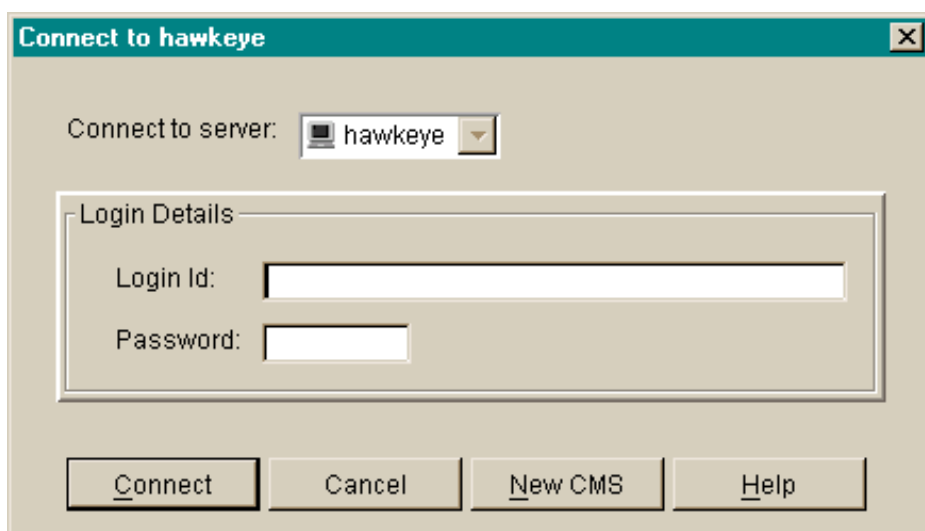 Connect to hawkeye
Connect to server: hawkeye
Login Details
Login Id:
Password:
Connect Cancel New CMS Help